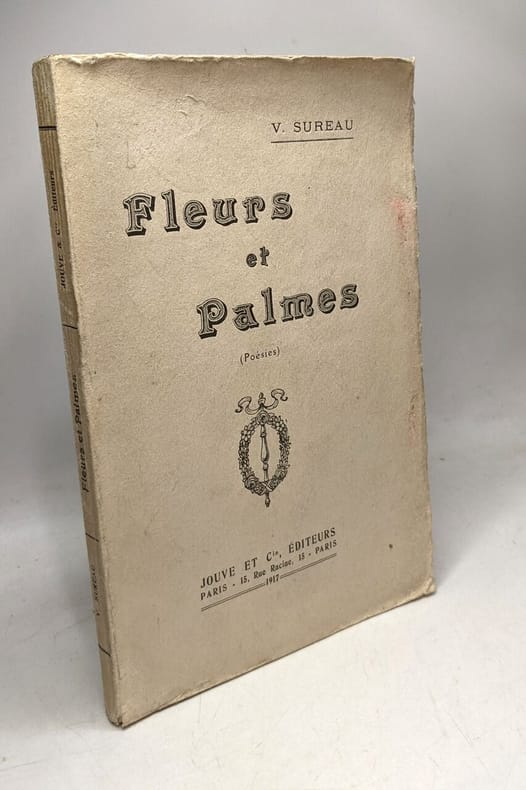 V. SUREAU
Fleurs
et
Palmes
(Poésies)
JOUVE ET Cie, ÉDITEURS
PARIS - 15, Rue Racine, 15 - PARIS
1917
V. SUREAU
Fleurs et Palmes
JOUVE & Cie Éditeurs